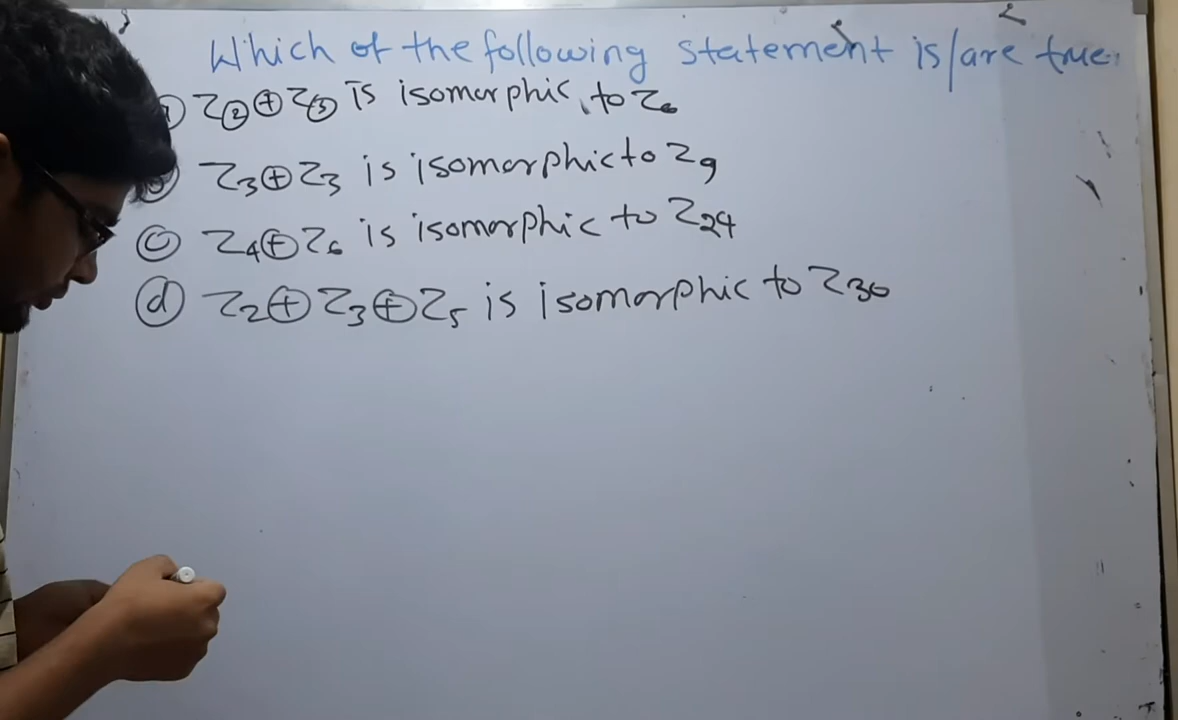 Which of the following statement is/are true.
Z2⊕Z3 is isomorphic to Z6
Z3⊕Z3 is isomorphic to Z9
c Z4⊕Z6 is isomorphic to Z24
d Z2⊕Z3⊕Z5 is isomorphic to Z30